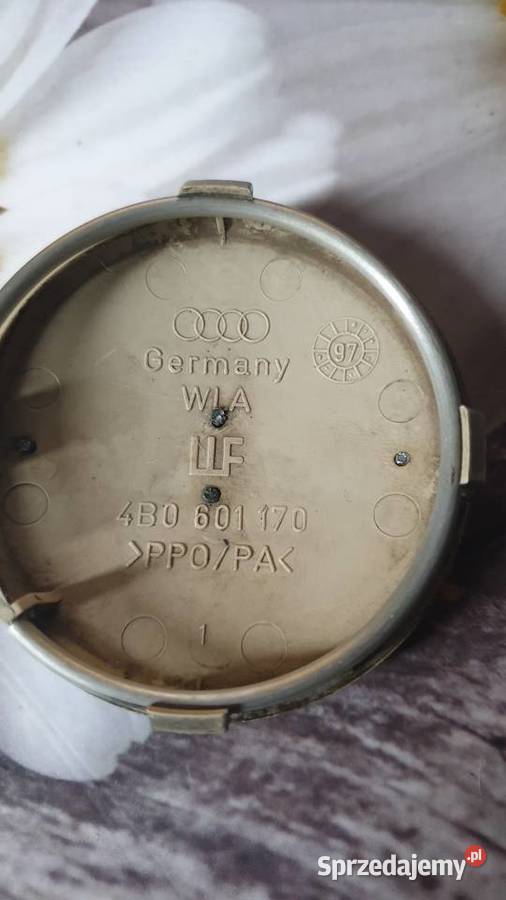 97
Germany
WLA
LLF
4B0 601 170
>PPO/PA<
1
Sprzedajemy.pl